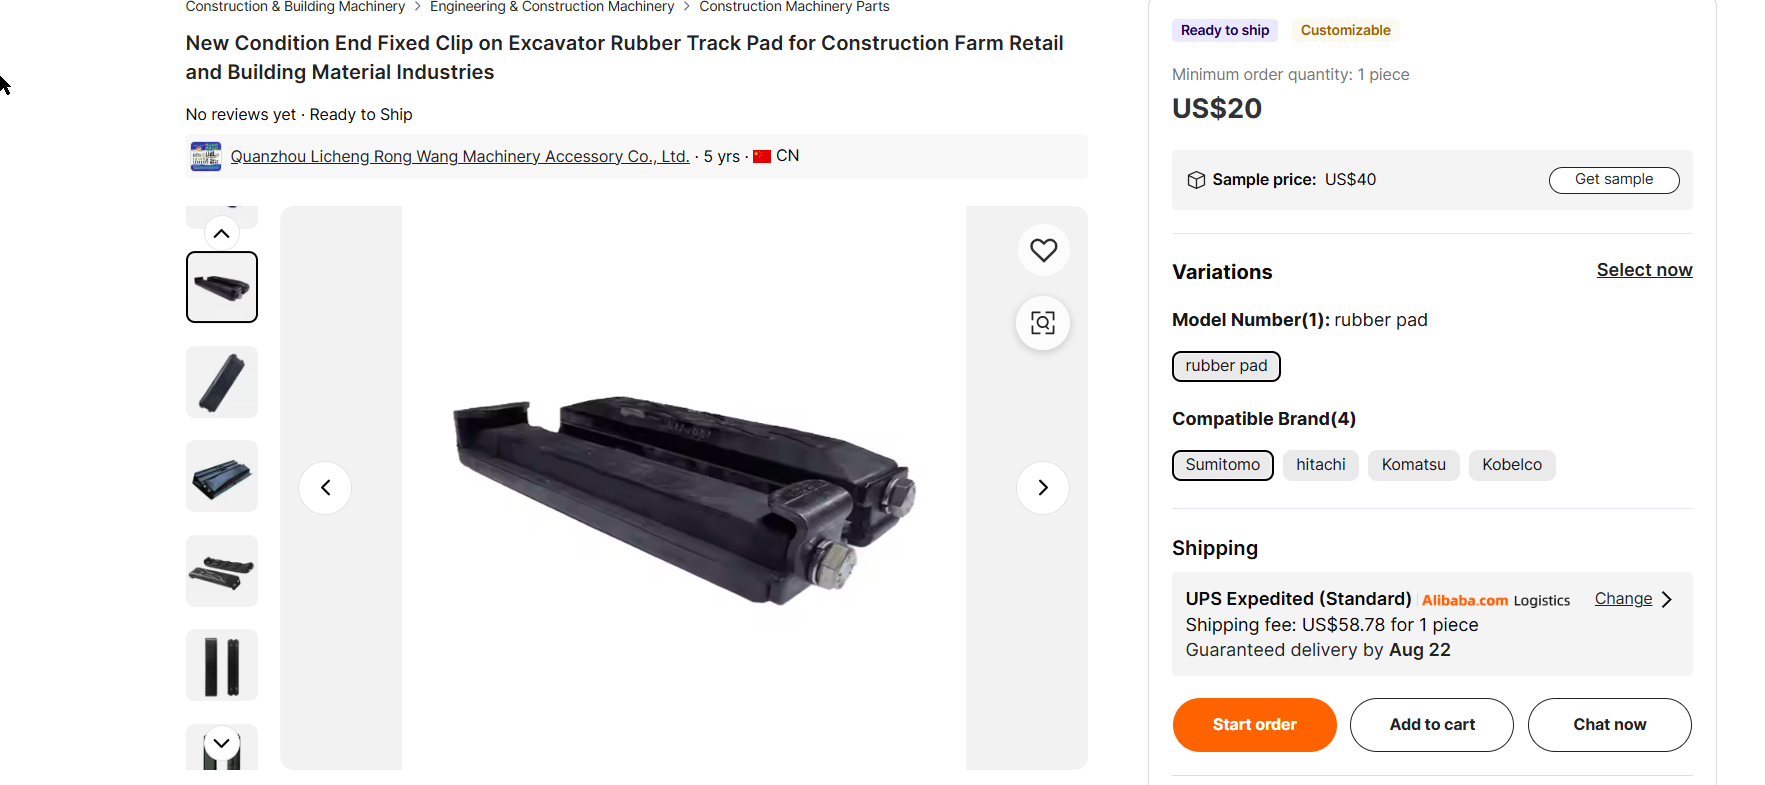 Construction & Building Machinery > Engineering & Construction Machinery > Construction Machinery Parts
New Condition End Fixed Clip on Excavator Rubber Track Pad for Construction Farm Retail
and Building Material Industries
No reviews yet · Ready to Ship
Quanzhou Licheng Rong Wang Machinery Accessory Co., Ltd. · 5 yrs · CN
Ready to ship Customizable
Minimum order quantity: 1 piece
US$20
Sample price: US$40 Get sample
Variations Select now
Model Number(1): rubber pad
rubber pad
Compatible Brand(4)
Sumitomo hitachi Komatsu Kobelco
Shipping
UPS Expedited (Standard) Alibaba.com Logistics Change
Shipping fee: US$58.78 for 1 piece
Guaranteed delivery by Aug 22
Start order Add to cart Chat now